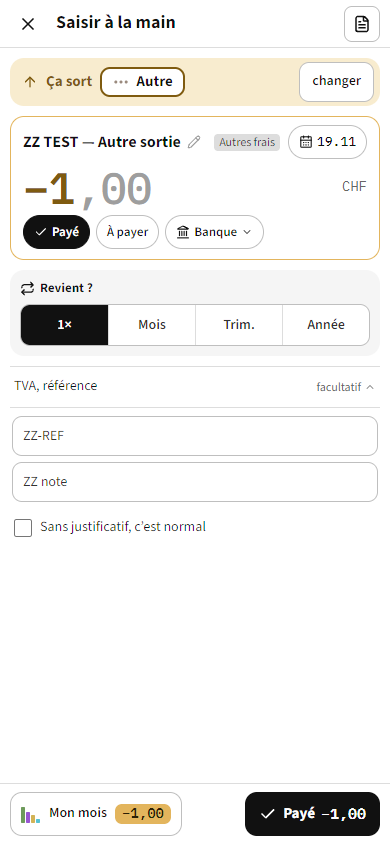 Saisir à la main
Ça sort ··· Autre changer
ZZ TEST — Autre sortie Autres frais 19.11
−1,00 CHF
Payé À payer Banque
Revient ?
1× Mois Trim. Année
TVA, référence facultatif
ZZ-REF
ZZ note
Sans justificatif, c'est normal
Mon mois −1,00 Payé −1,00